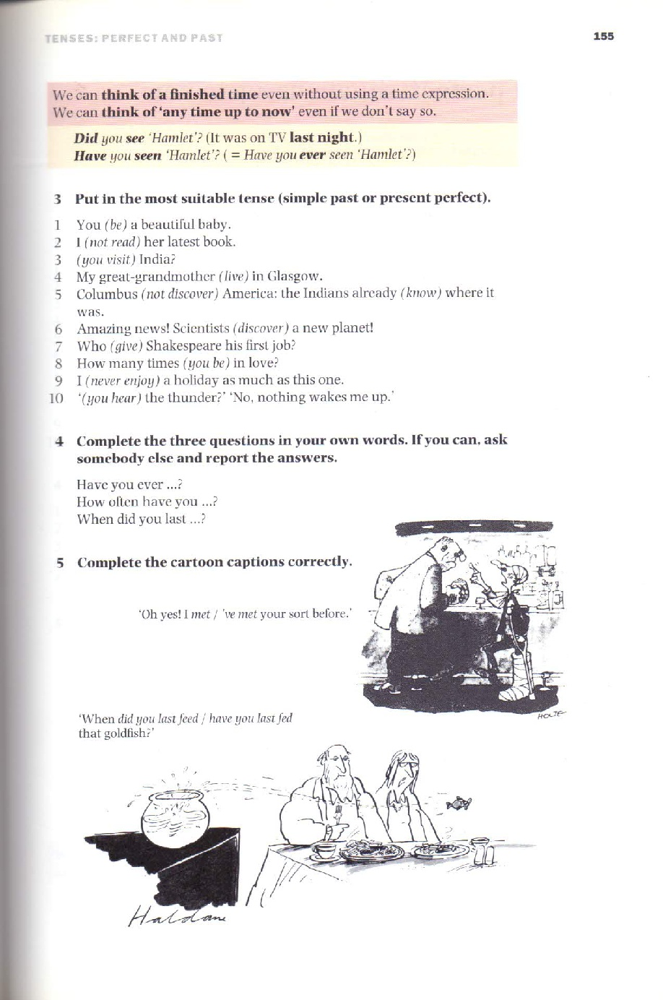 TENSES: PERFECT AND PAST
155
We can think of a finished time even without using a time expression.
We can think of 'any time up to now' even if we don't say so.
Did you see 'Hamlet'? (It was on TV last night.)
Have you seen 'Hamlet'? ( = Have you ever seen 'Hamlet'?)
3 Put in the most suitable tense (simple past or present perfect).
1 You (be) a beautiful baby.
2 I (not read) her latest book.
3 (you visit) India?
4 My great-grandmother (live) in Glasgow.
5 Columbus (not discover) America: the Indians already (know) where it
was.
6 Amazing news! Scientists (discover) a new planet!
7 Who (give) Shakespeare his first job?
8 How many times (you be) in love?
9 I (never enjoy) a holiday as much as this one.
10 '(you hear) the thunder?' 'No, nothing wakes me up.'
4 Complete the three questions in your own words. If you can, ask
somebody else and report the answers.
Have you ever ...?
How often have you ...?
When did you last ...?
5 Complete the cartoon captions correctly.
'Oh yes! I met / 've met your sort before.'
HOLTE
'When did you last feed / have you last fed
that goldfish?'
Haldane